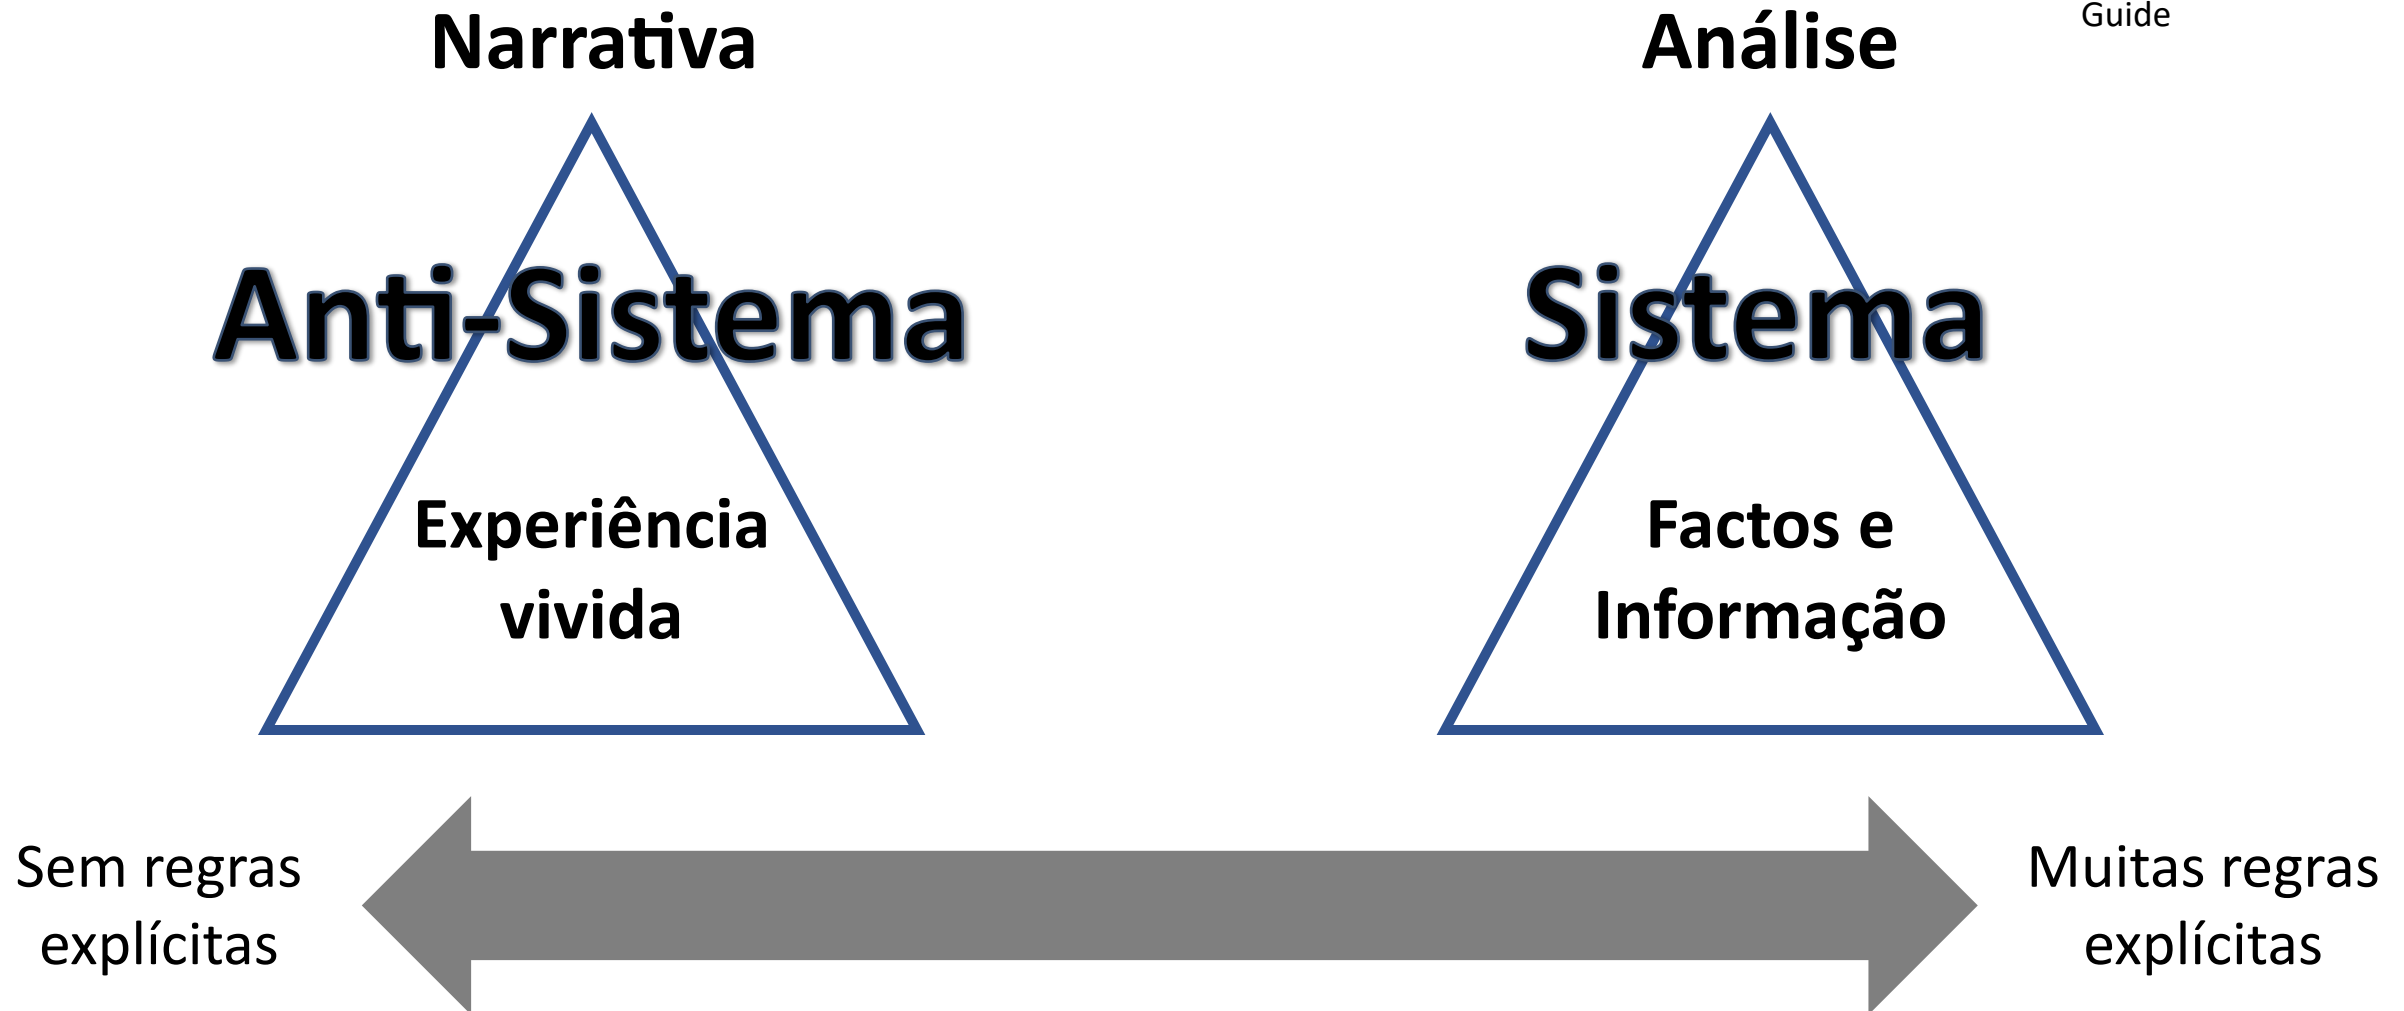 Guide
Narrativa
Análise
Anti-Sistema
Sistema
Experiência
vivida
Factos e
Informação
Sem regras
explícitas
Muitas regras
explícitas